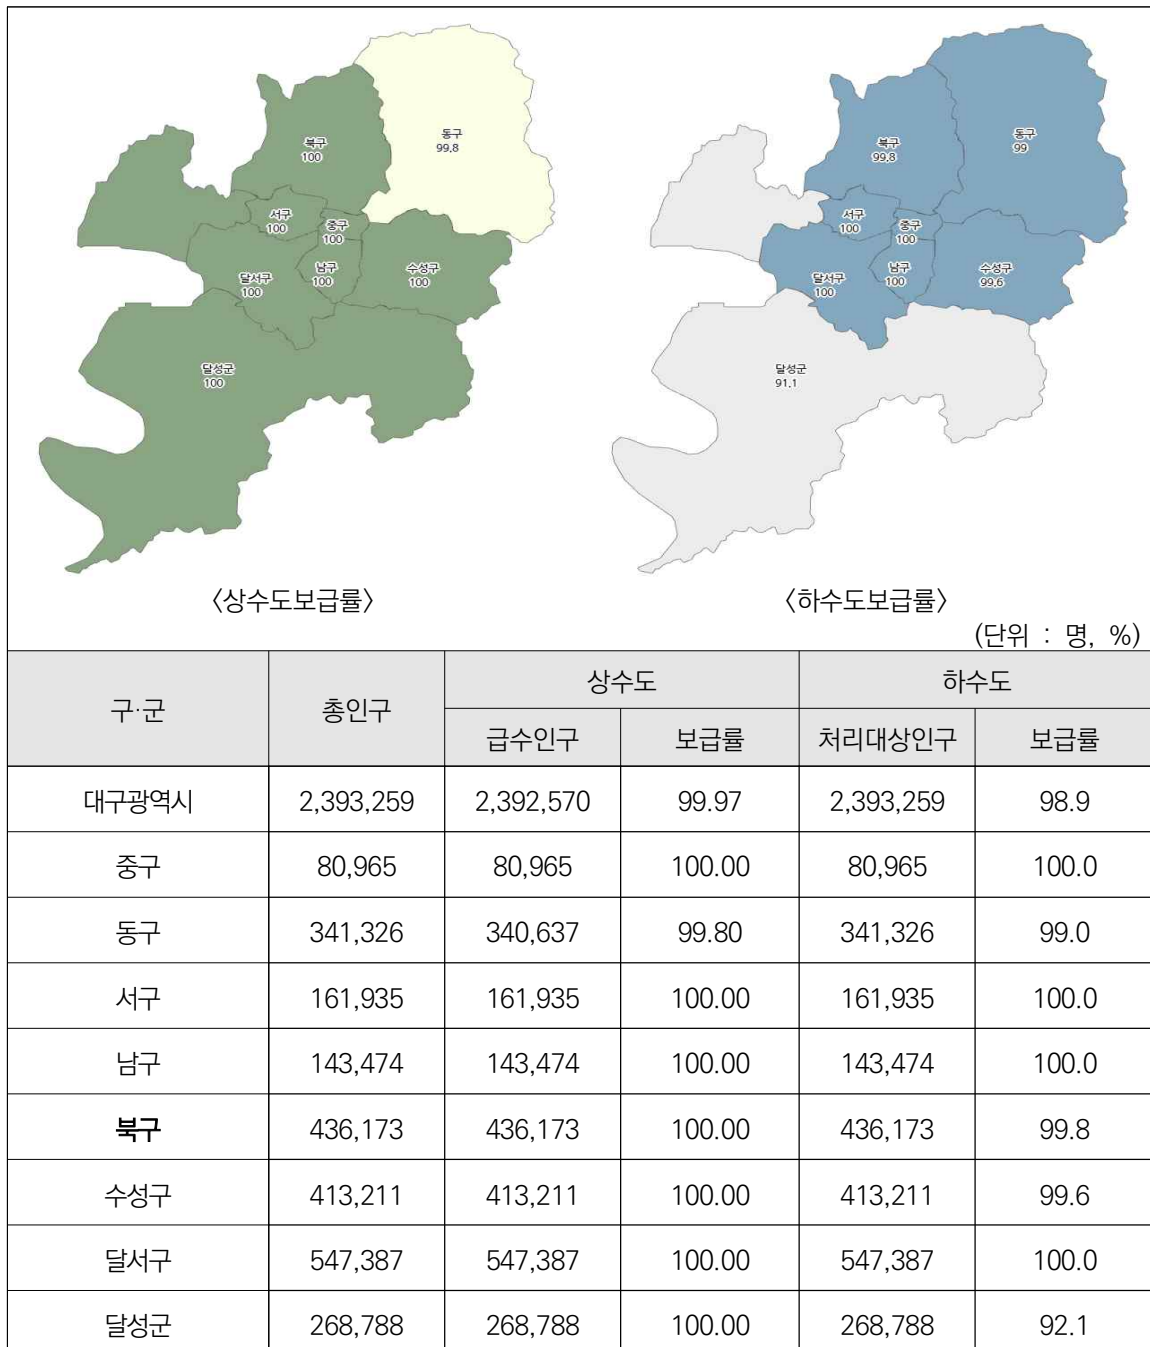 동구
99.8
북구
100
서구
100
중구
100
남구
100
수성구
100
달서구
100
달성군
100
동구
99
북구
99.8
서구
100
중구
100
남구
100
수성구
99.6
달서구
100
달성군
91.1
〈상수도보급률〉 〈하수도보급률〉
(단위 : 명, %)
구·군 총인구 상수도 하수도
급수인구 보급률 처리대상인구 보급률
대구광역시 2,393,259 2,392,570 99.97 2,393,259 98.9
중구 80,965 80,965 100.00 80,965 100.0
동구 341,326 340,637 99.80 341,326 99.0
서구 161,935 161,935 100.00 161,935 100.0
남구 143,474 143,474 100.00 143,474 100.0
북구 436,173 436,173 100.00 436,173 99.8
수성구 413,211 413,211 100.00 413,211 99.6
달서구 547,387 547,387 100.00 547,387 100.0
달성군 268,788 268,788 100.00 268,788 92.1